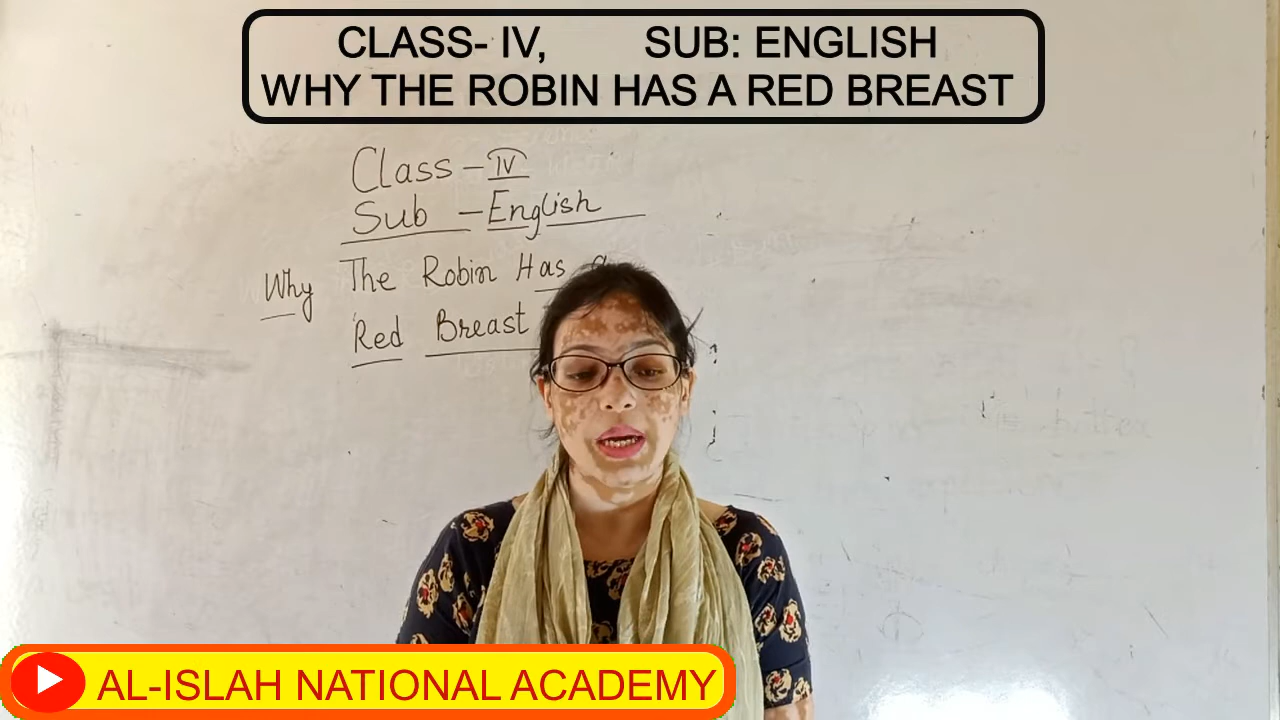 CLASS- IV, SUB: ENGLISH
WHY THE ROBIN HAS A RED BREAST
Class - IV
Sub - English
Why The Robin Has a
Red Breast
AL-ISLAH NATIONAL ACADEMY